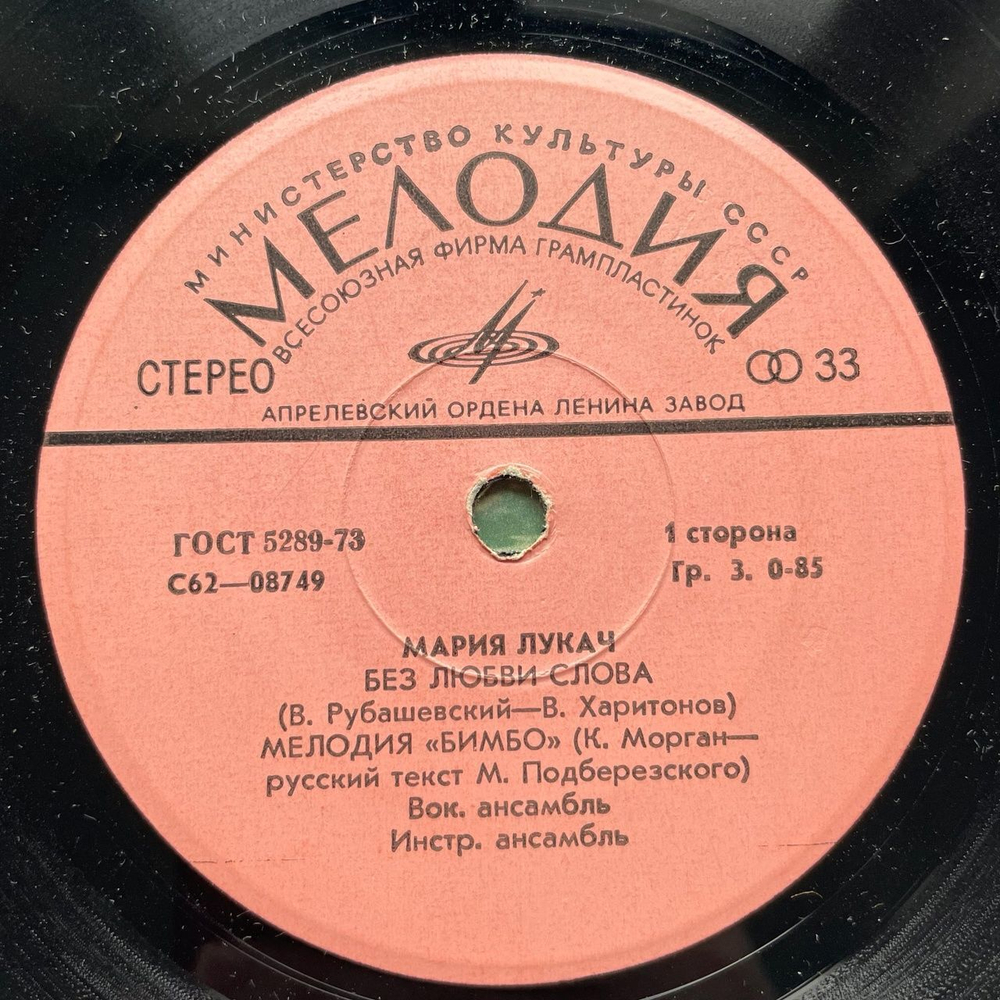 МИНИСТЕРСТВО КУЛЬТУРЫ СССР
МЕЛОДИЯ
ВСЕСОЮЗНАЯ ФИРМА ГРАМПЛАСТИНОК
СТЕРЕО
33
АПРЕЛЕВСКИЙ ОРДЕНА ЛЕНИНА ЗАВОД
ГОСТ 5289-73
1 сторона
С62—08749
Гр. 3. 0-85
МАРИЯ ЛУКАЧ
БЕЗ ЛЮБВИ СЛОВА
(В. Рубашевский—В. Харитонов)
МЕЛОДИЯ «БИМБО» (К. Морган—
русский текст М. Подберезского)
Вок. ансамбль
Инстр. ансамбль